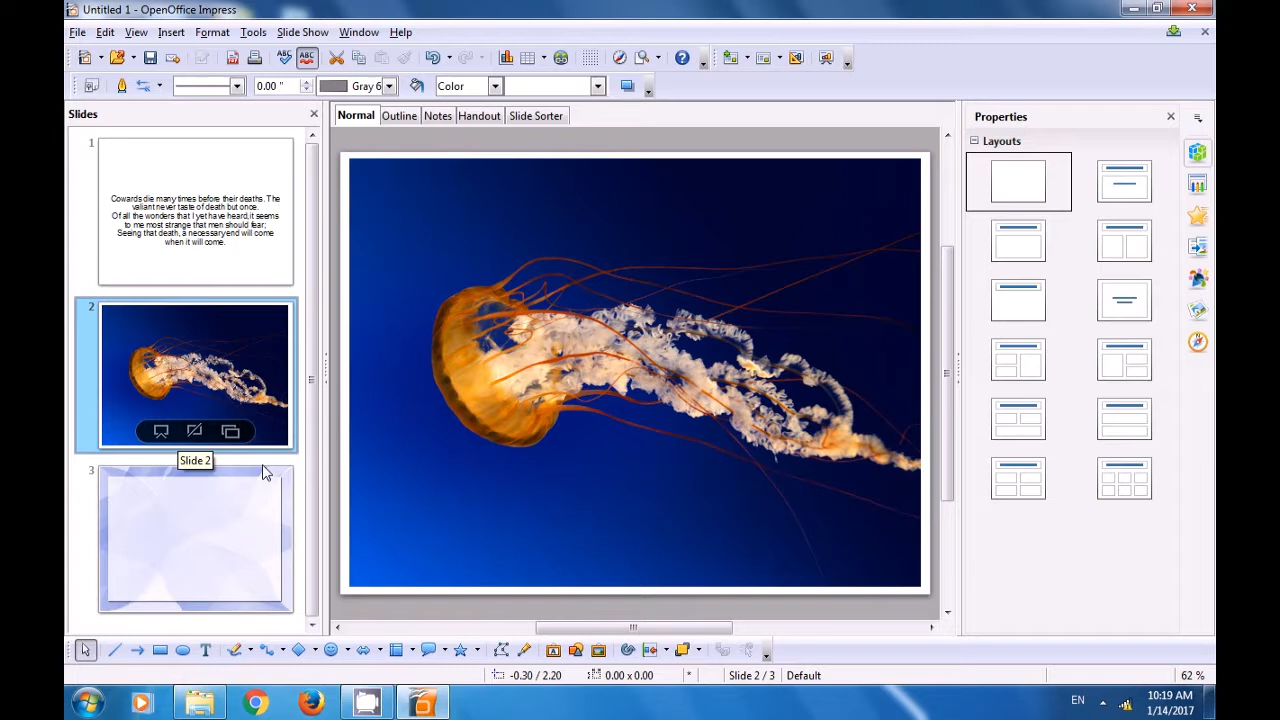 Untitled 1 - OpenOffice Impress
File Edit View Insert Format Tools Slide Show Window Help
0.00 " Gray 6 Color
Slides
Normal Outline Notes Handout Slide Sorter
Properties
Layouts
1
Cowards die many times before their deaths. The
valiant never taste of death but once.
Of all the wonders that I yet have heard,it seems
to me most strange that men should fear;
Seeing that death, a necessary end will come
when it will come.
2
Slide 2
3
-0.30 / 2.20 0.00 x 0.00 * Slide 2 / 3 Default 62 %
EN 10:19 AM
1/14/2017